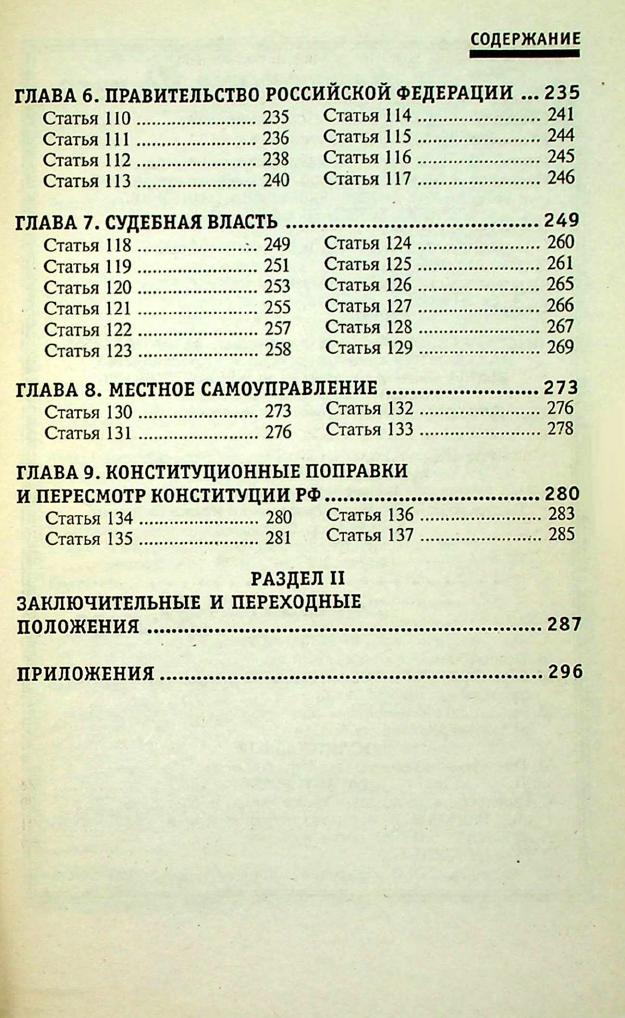 СОДЕРЖАНИЕ
ГЛАВА 6. ПРАВИТЕЛЬСТВО РОССИЙСКОЙ ФЕДЕРАЦИИ ... 235
Статья 110 .................... 235
Статья 111 .................... 236
Статья 112 .................... 238
Статья 113 .................... 240
Статья 114 .................... 241
Статья 115 .................... 244
Статья 116 .................... 245
Статья 117 .................... 246
ГЛАВА 7. СУДЕБНАЯ ВЛАСТЬ ........................................ 249
Статья 118 .................... 249
Статья 119 .................... 251
Статья 120 .................... 253
Статья 121 .................... 255
Статья 122 .................... 257
Статья 123 .................... 258
Статья 124 .................... 260
Статья 125 .................... 261
Статья 126 .................... 265
Статья 127 .................... 266
Статья 128 .................... 267
Статья 129 .................... 269
ГЛАВА 8. МЕСТНОЕ САМОУПРАВЛЕНИЕ ........................ 273
Статья 130 .................... 273
Статья 131 .................... 276
Статья 132 .................... 276
Статья 133 .................... 278
ГЛАВА 9. КОНСТИТУЦИОННЫЕ ПОПРАВКИ
И ПЕРЕСМОТР КОНСТИТУЦИИ РФ.................................. 280
Статья 134 .................... 280
Статья 135 .................... 281
Статья 136 .................... 283
Статья 137 .................... 285
РАЗДЕЛ II
ЗАКЛЮЧИТЕЛЬНЫЕ И ПЕРЕХОДНЫЕ
ПОЛОЖЕНИЯ ............................................................ 287
ПРИЛОЖЕНИЯ............................................................ 296